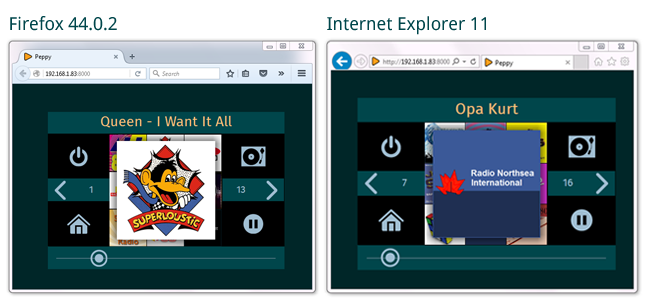 Firefox 44.0.2
Peppy
192.168.1.83:8000
Search
Queen - I Want It All
1
13
SUPERLOUSTIC
Radio
Internet Explorer 11
http://192.168.1.83:8000
Peppy
Opa Kurt
7
16
Radio Northsea
International